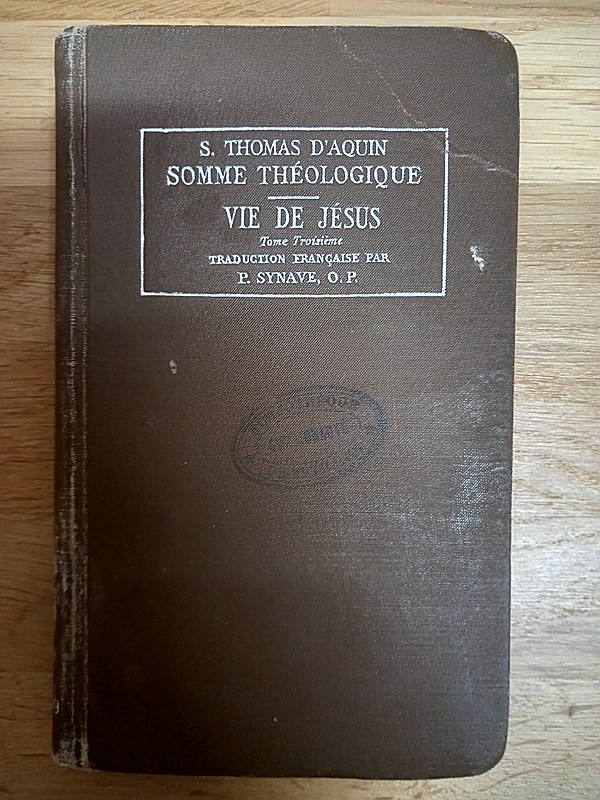 S. THOMAS D'AQUIN
SOMME THÉOLOGIQUE
VIE DE JÉSUS
Tome Troisième
TRADUCTION FRANÇAISE PAR
P. SYNAVE, O. P.